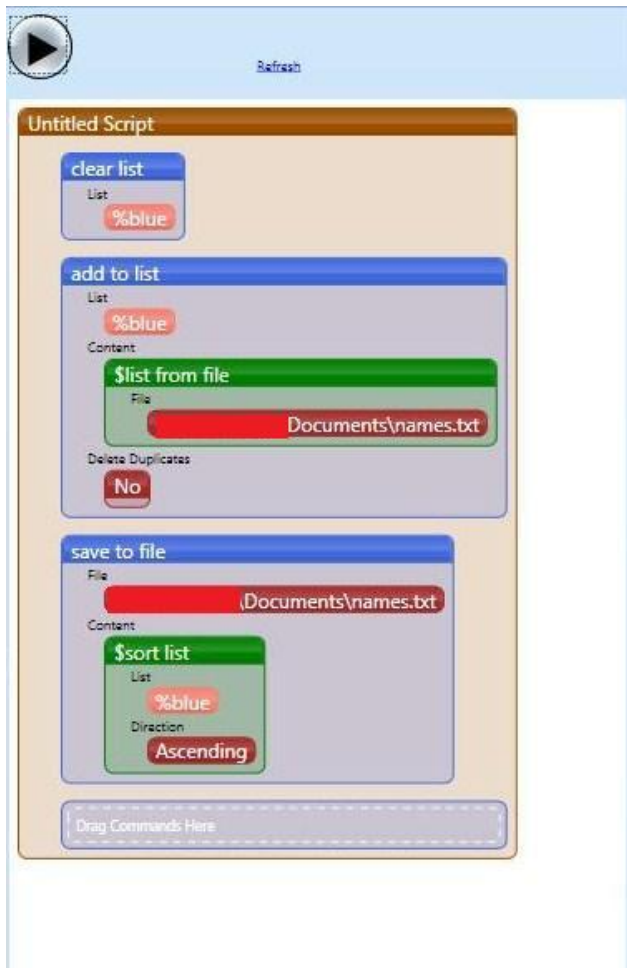 Refresh
Untitled Script
clear list
List
%blue
add to list
List
%blue
Content
$list from file
File
Documents\names.txt
Delete Duplicates
No
save to file
File
\Documents\names.txt
Content
$sort list
List
%blue
Direction
Ascending
Drag Commands Here